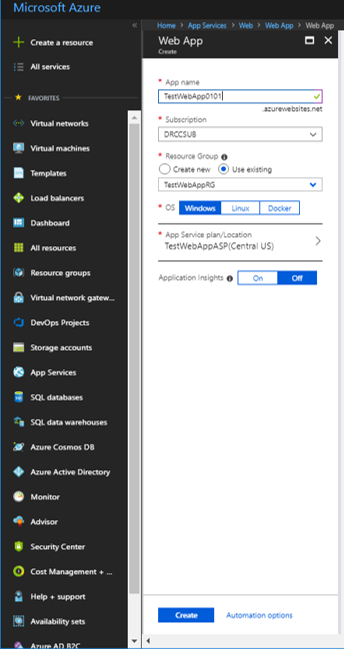 Microsoft Azure
«
Home > App Services > Web > Web App > Web App
Create a resource
All services
FAVORITES
Virtual networks
Virtual machines
Templates
Load balancers
Dashboard
All resources
Resource groups
Virtual network gatew...
DevOps Projects
Storage accounts
App Services
SQL databases
SQL data warehouses
Azure Cosmos DB
Azure Active Directory
Monitor
Advisor
Security Center
Cost Management + ...
Help + support
Availability sets
Azure AD B2C
Web App
Create
* App name
TestWebApp0101
.azurewebsites.net
* Subscription
DRCCSUB
* Resource Group
Create new Use existing
TestWebAppRG
* OS Windows Linux Docker
* App Service plan/Location
TestWebAppASP(Central US)
Application Insights On Off
Create Automation options